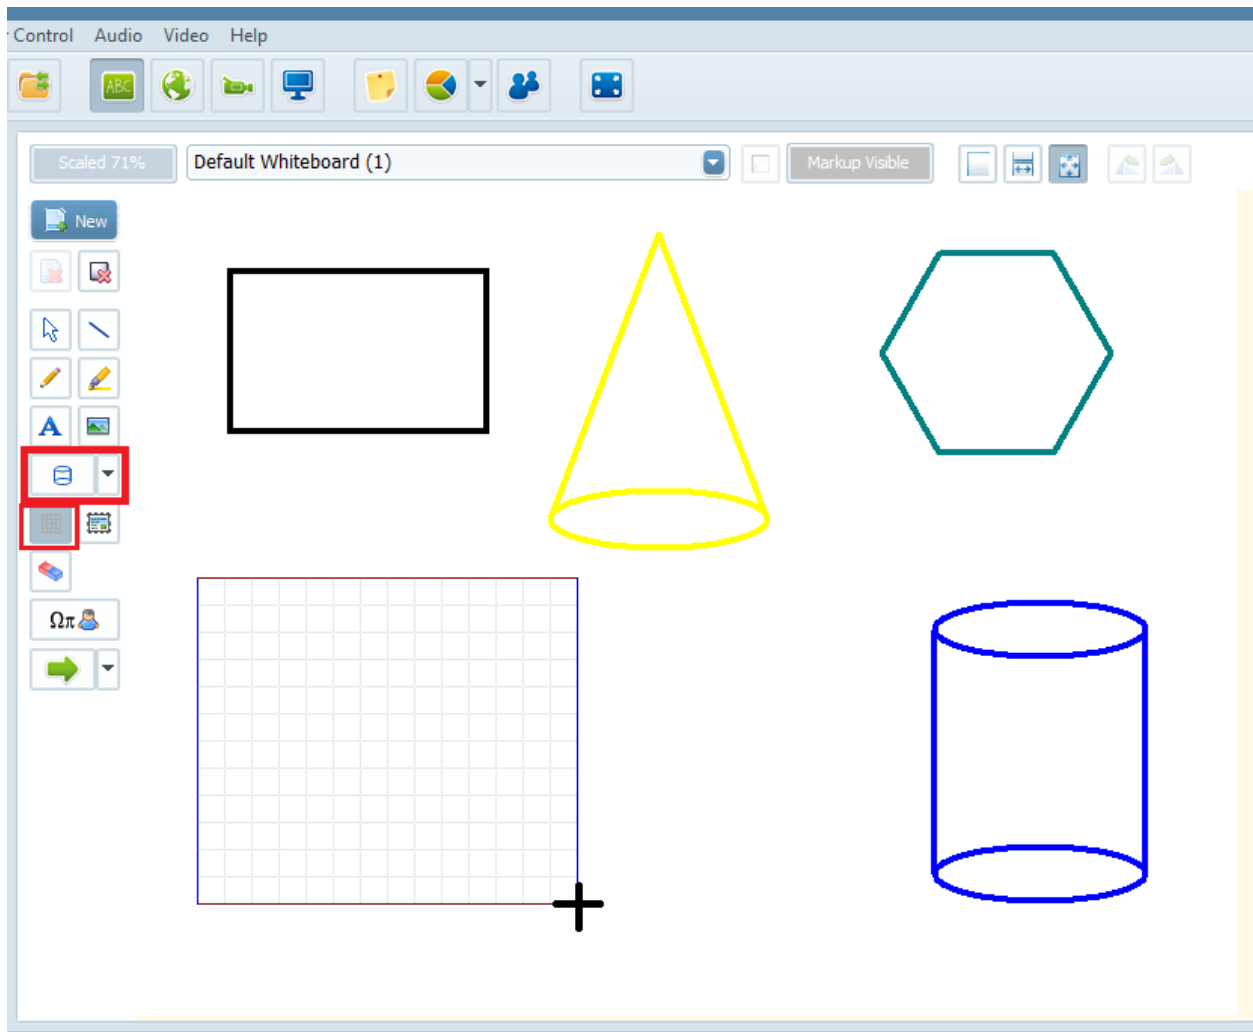 Control Audio Video Help
ABC
Scaled 71% Default Whiteboard (1) Markup Visible
New
A
Ωπ